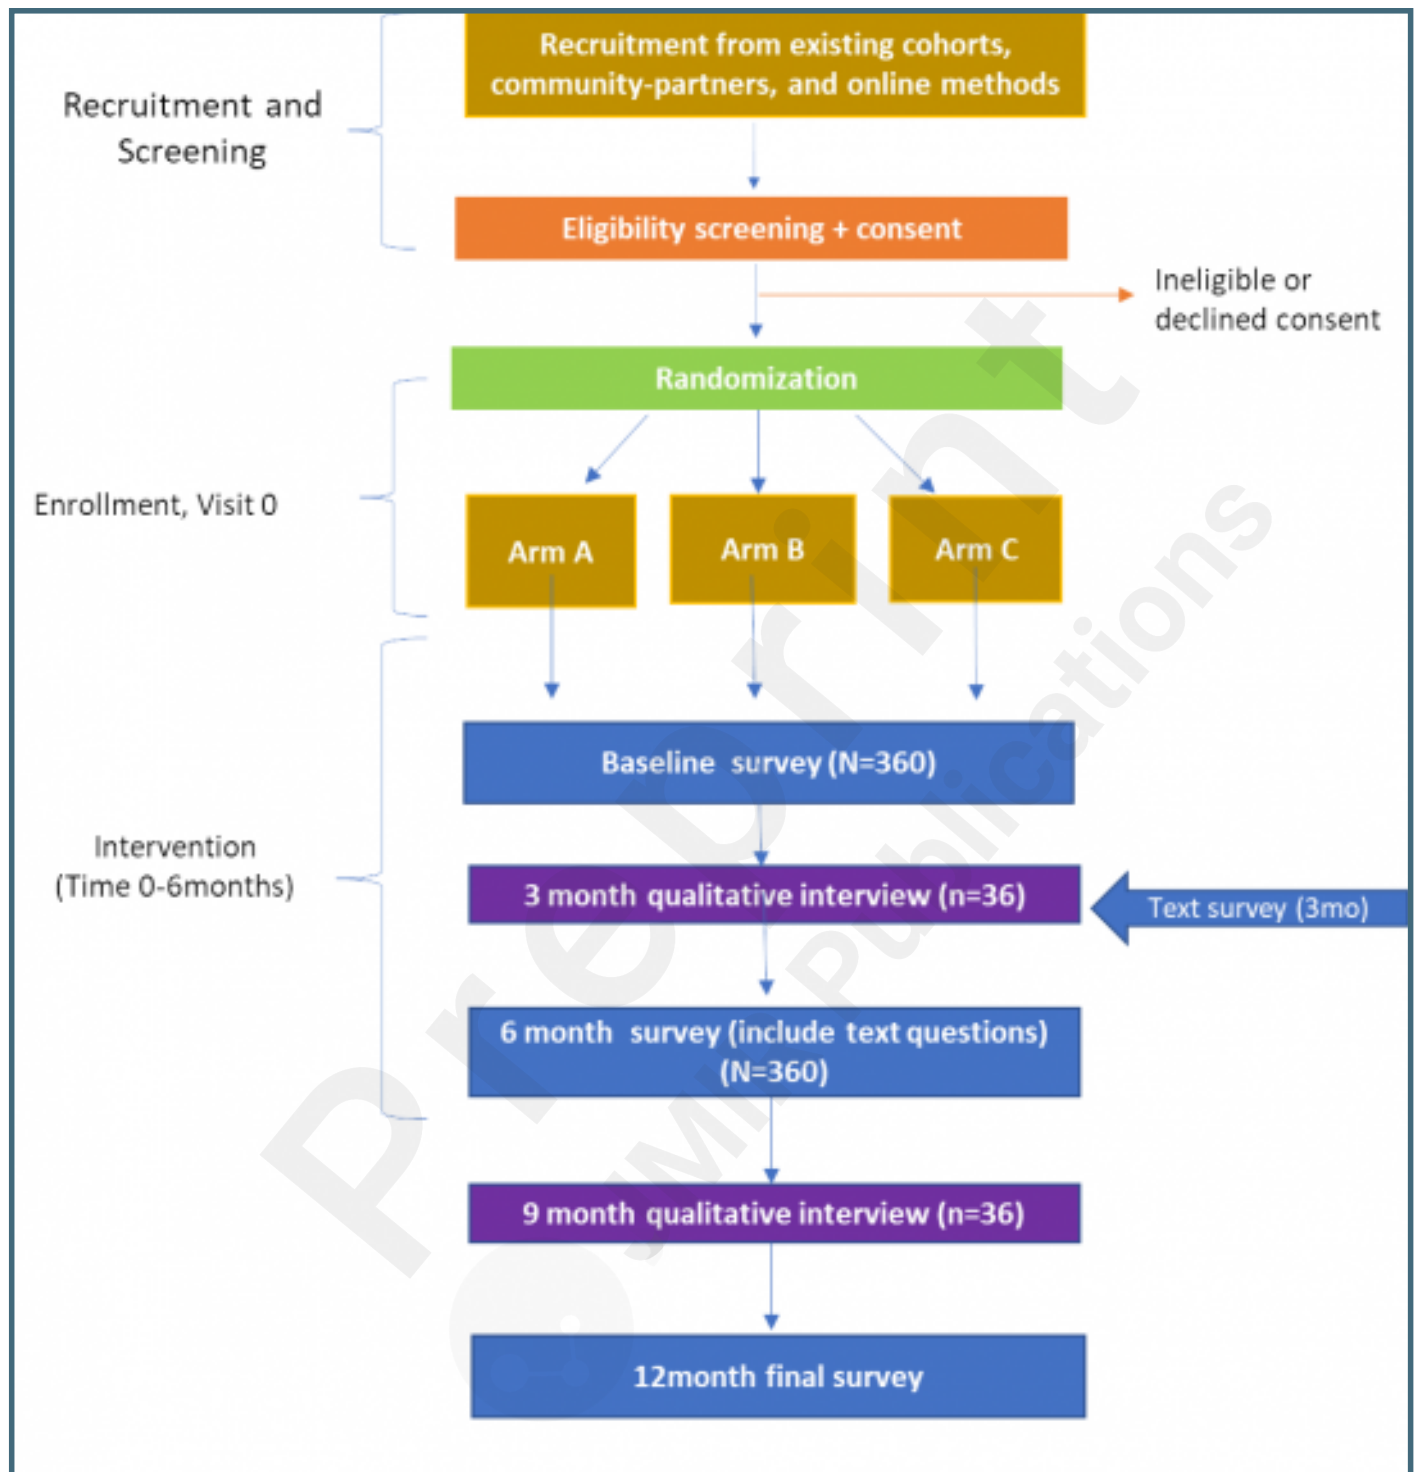 Recruitment from existing cohorts,
community-partners, and online methods
Recruitment and
Screening
Eligibility screening + consent
Ineligible or
declined consent
Randomization
Enrollment, Visit 0
Arm A
Arm B
Arm C
Baseline survey (N=360)
Intervention
(Time 0-6months)
3 month qualitative interview (n=36)
Text survey (3mo)
6 month survey (include text questions)
(N=360)
9 month qualitative interview (n=36)
12month final survey
Preprint
JMIR Publications